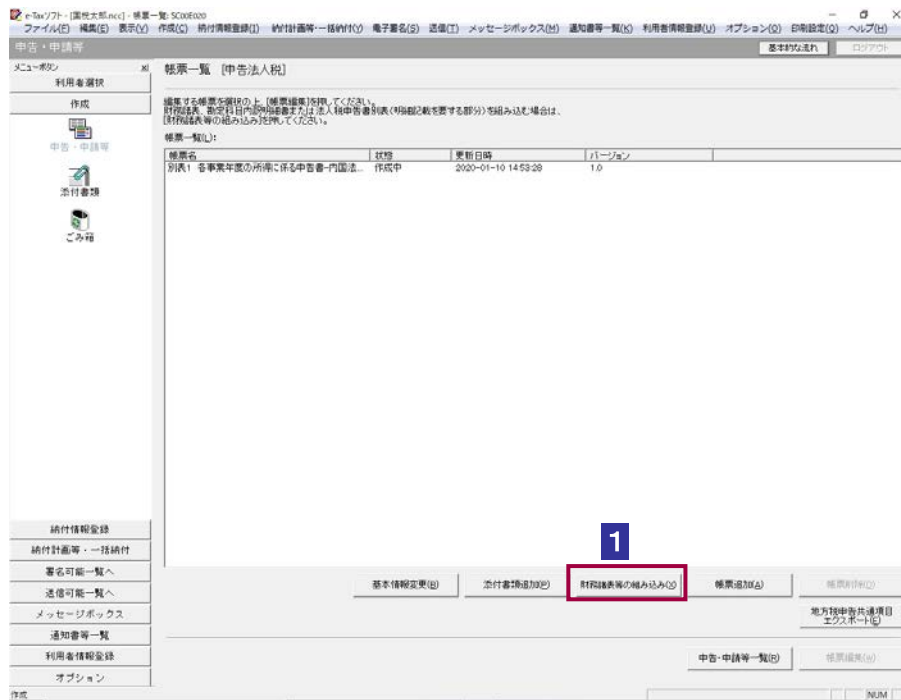 e-Taxソフト - [国税太郎.ncc] - 帳票一覧: SC00E020
ファイル(F) 編集(E) 表示(V) 作成(C) 納付情報登録(I) 納付計画等・一括納付(Y) 電子署名(S) 送信(T) メッセージボックス(M) 通知書等一覧(K) 利用者情報登録(U) オプション(O) 印刷設定(Q) ヘルプ(H)
申告・申請等 基本的な流れ ログアウト
メニューボタン
利用者選択
作成
申告・申請等
添付書類
ごみ箱
帳票一覧 [申告法人税]
編集する帳票を選択の上、[帳票編集]を押してください。
財務諸表、勘定科目内訳明細書または法人税申告書別表(明細記載を要する部分)を組み込む場合は、
[財務諸表等の組み込み]を押してください。
帳票一覧(L):
帳票名 状態 更新日時 バージョン
別表1 各事業年度の所得に係る申告書-内国法... 作成中 2020-01-10 14:53:28 1.0
納付情報登録
納付計画等・一括納付
署名可能一覧へ
送信可能一覧へ
メッセージボックス
通知書等一覧
利用者情報登録
オプション
1
基本情報変更(B) 添付書類追加(P) 財務諸表等の組み込み(X) 帳票追加(A) 帳票削除(D)
地方税申告共通項目
エクスポート(E)
申告・申請等一覧(R) 帳票編集(W)
作成 NUM